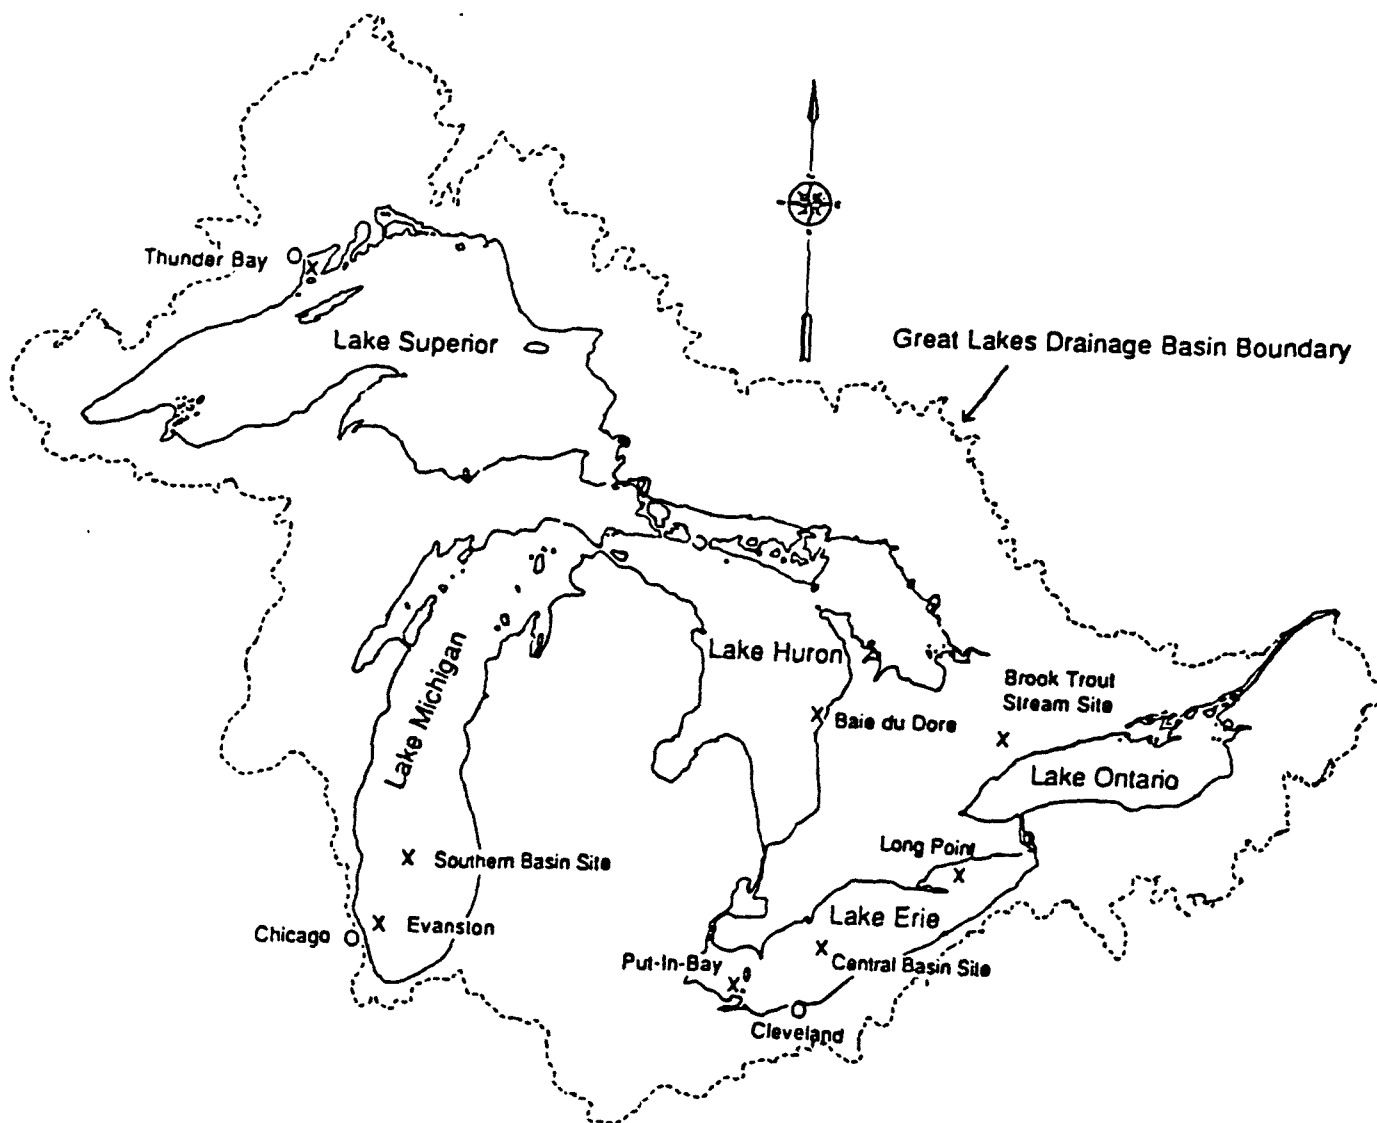 Thunder Bay
Lake Superior
Great Lakes Drainage Basin Boundary
Lake Michigan
Lake Huron
Brook Trout
Stream Site
Baie du Dore
Lake Ontario
Long Point
Southern Basin Site
Lake Erie
Evansion
Chicago
Put-In-Bay
Central Basin Site
Cleveland